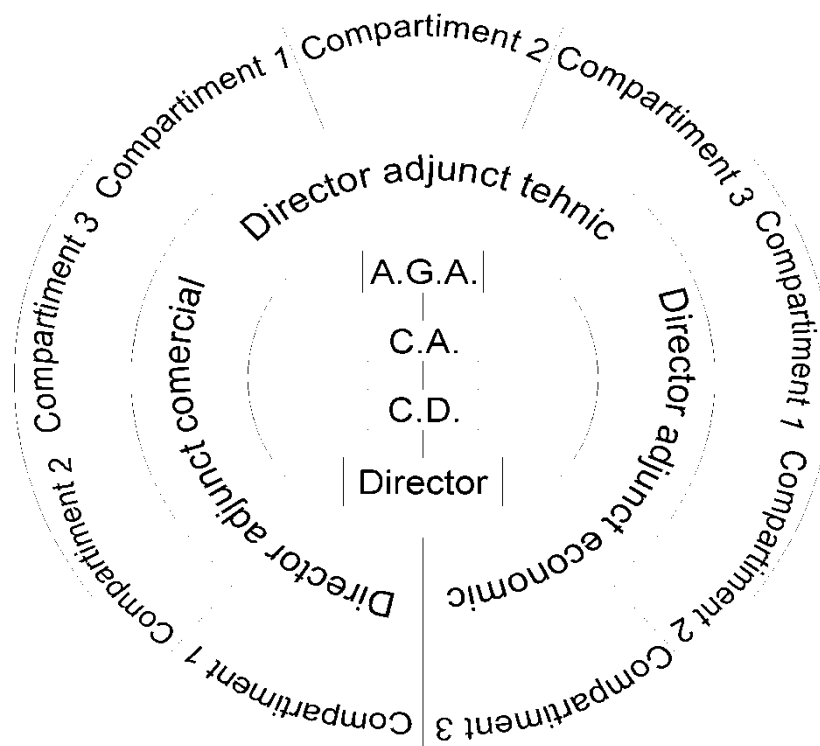 Compartiment 1
Compartiment 2
Compartiment 3
Director adjunct tehnic
A.G.A.
C.A.
C.D.
Director
Director adjunct economic
Compartiment 1
Compartiment 2
Compartiment 3
Director adjunct comercial
Compartiment 1
Compartiment 2
Compartiment 3